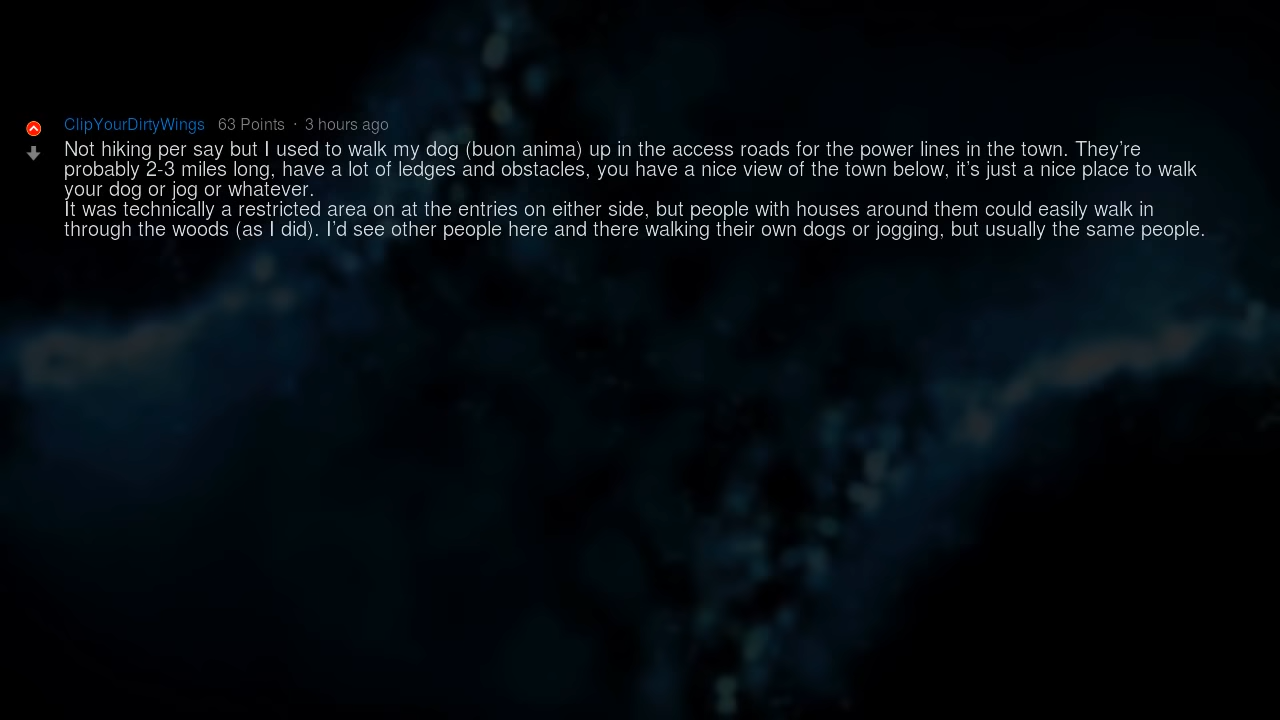 ClipYourDirtyWings 63 Points · 3 hours ago
Not hiking per say but I used to walk my dog (buon anima) up in the access roads for the power lines in the town. They're
probably 2-3 miles long, have a lot of ledges and obstacles, you have a nice view of the town below, it's just a nice place to walk
your dog or jog or whatever.
It was technically a restricted area on at the entries on either side, but people with houses around them could easily walk in
through the woods (as I did). I'd see other people here and there walking their own dogs or jogging, but usually the same people.